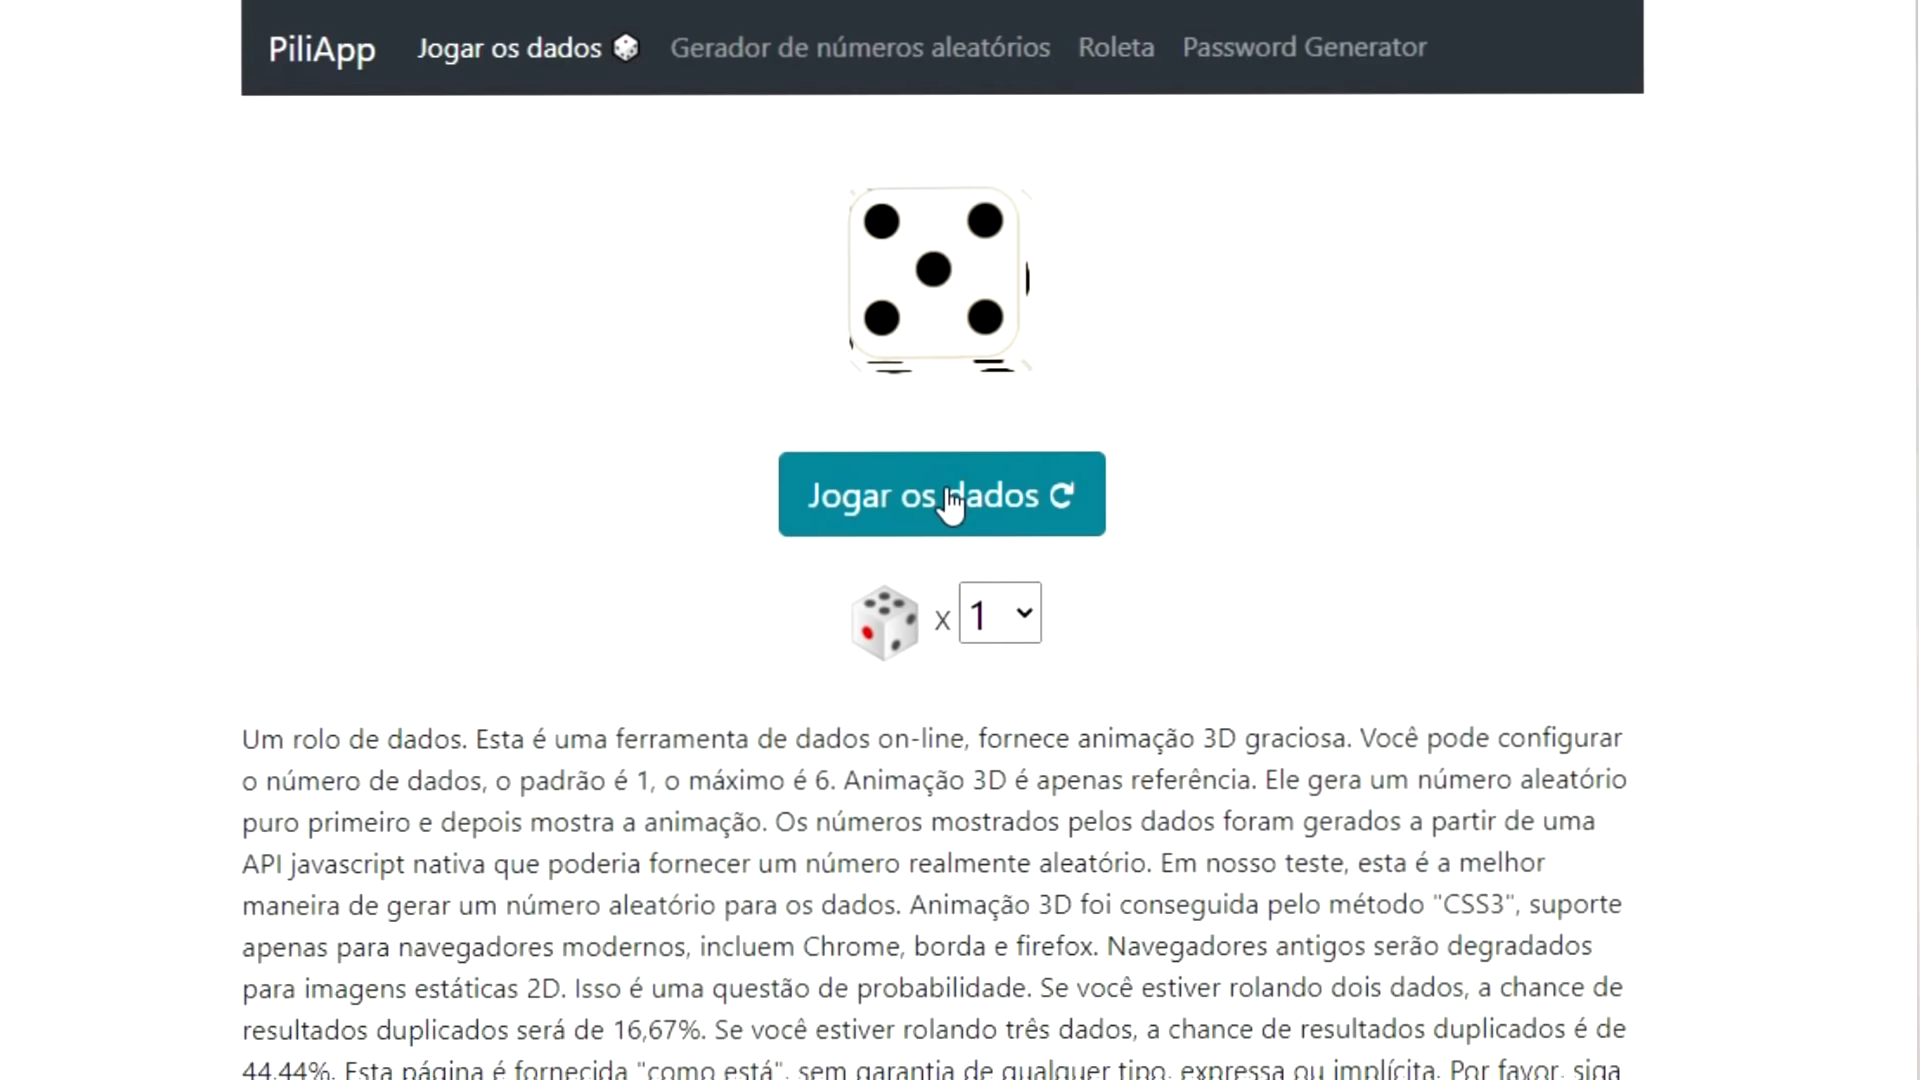 PiliApp Jogar os dados Gerador de números aleatórios Roleta Password Generator
Jogar os dados
x 1
Um rolo de dados. Esta é uma ferramenta de dados on-line, fornece animação 3D graciosa. Você pode configurar
o número de dados, o padrão é 1, o máximo é 6. Animação 3D é apenas referência. Ele gera um número aleatório
puro primeiro e depois mostra a animação. Os números mostrados pelos dados foram gerados a partir de uma
API javascript nativa que poderia fornecer um número realmente aleatório. Em nosso teste, esta é a melhor
maneira de gerar um número aleatório para os dados. Animação 3D foi conseguida pelo método "CSS3", suporte
apenas para navegadores modernos, incluem Chrome, borda e firefox. Navegadores antigos serão degradados
para imagens estáticas 2D. Isso é uma questão de probabilidade. Se você estiver rolando dois dados, a chance de
resultados duplicados será de 16,67%. Se você estiver rolando três dados, a chance de resultados duplicados é de
44,44%. Esta página é fornecida "como está", sem garantia de qualquer tipo, expressa ou implícita. Por favor, siga